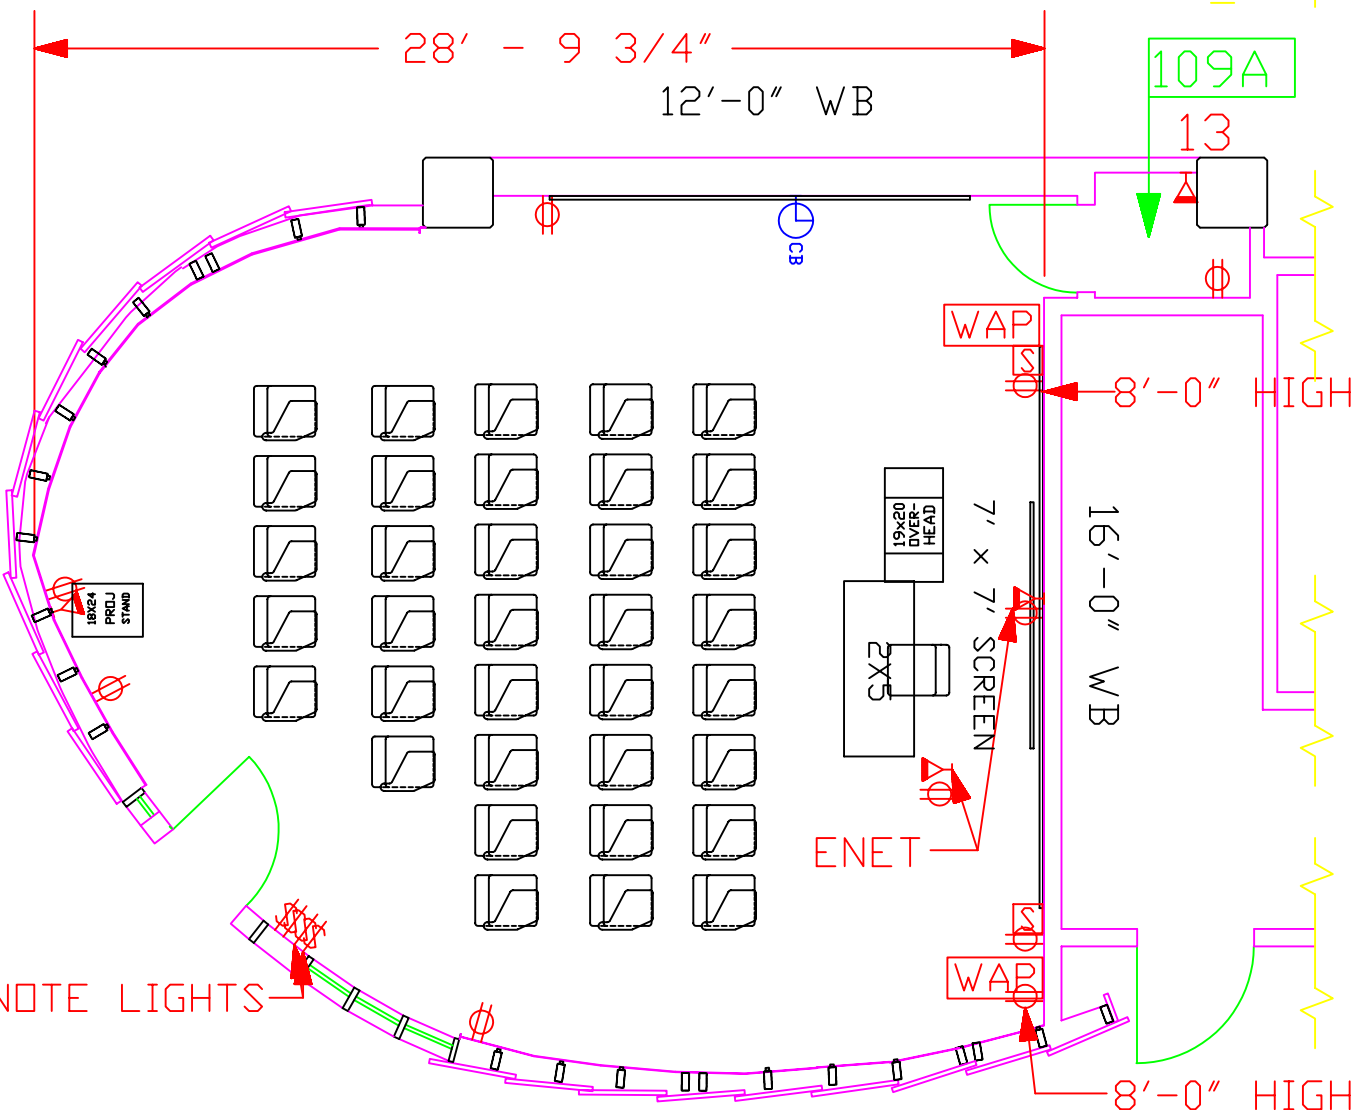 28' - 9 3/4"
109A
12'-0" WB
13
CB
WAP
S
8'-0" HIGH
19x20
OVER-
HEAD
7' x 7' SCREEN
16'-0" WB
18X24
PROJ
STAND
2X5
ENET
S
WAP
NOTE LIGHTS
SSS
8'-0" HIGH